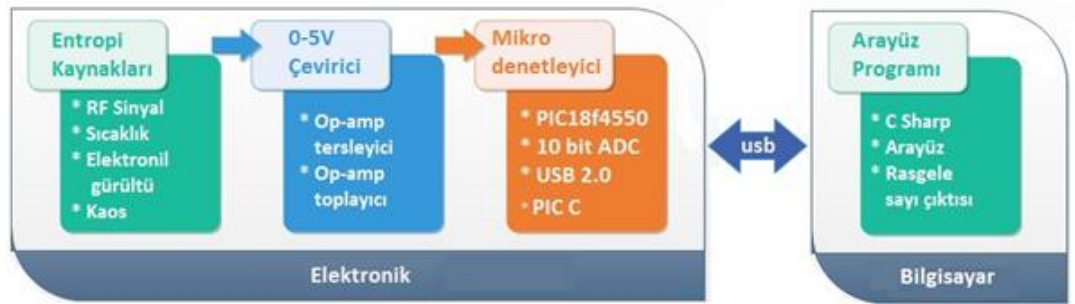 Entropi
Kaynakları
* RF Sinyal
* Sıcaklık
* Elektronil
gürültü
* Kaos
0-5V
Çevirici
* Op-amp
tersleyici
* Op-amp
toplayıcı
Mikro
denetleyici
* PIC18f4550
* 10 bit ADC
* USB 2.0
* PIC C
Elektronik
usb
Arayüz
Programı
* C Sharp
* Arayüz
* Rasgele
sayı çıktısı
Bilgisayar